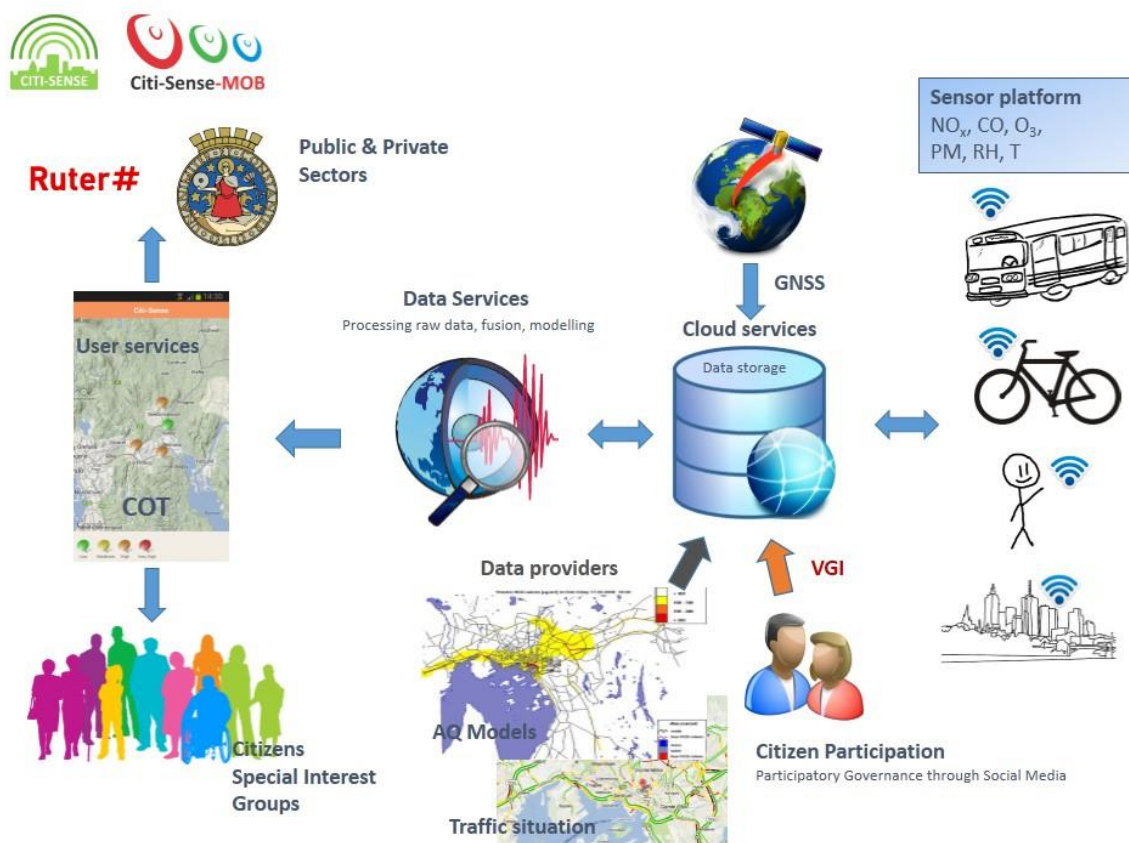 CITI-SENSE
Citi-Sense-MOB
Ruter#
Public & Private
Sectors
Sensor platform
NOx, CO, O3,
PM, RH, T
GNSS
14:30
Citi-Sense
User services
COT
Data Services
Processing raw data, fusion, modelling
Cloud services
Data storage
Data providers
VGI
AQ Models
Traffic situation
Citizens
Special Interest
Groups
Citizen Participation
Participatory Governance through Social Media